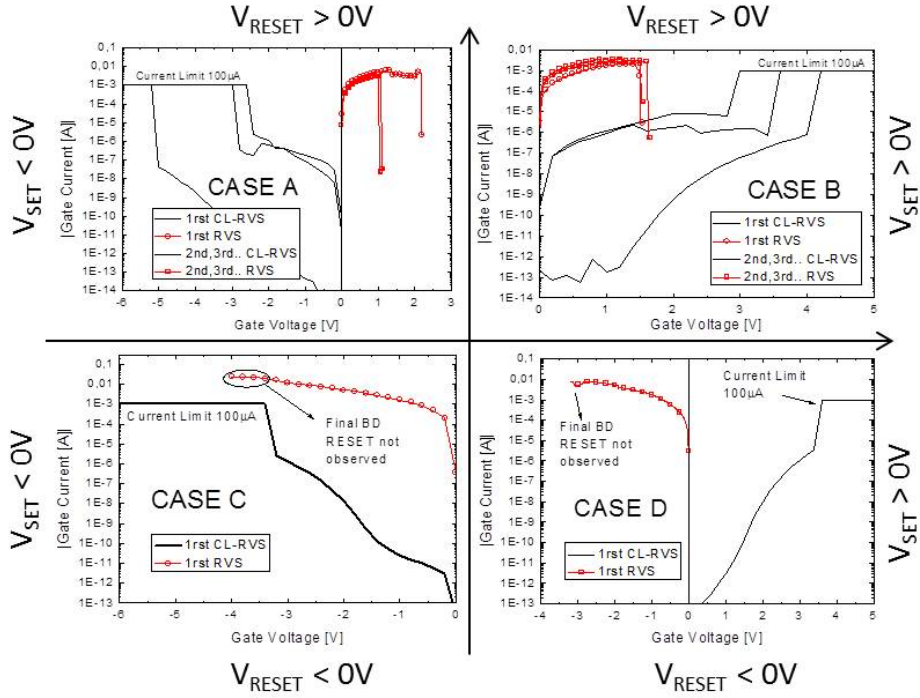 V_RESET > 0V
V_RESET > 0V
V_SET < 0V
0,1
0,01
1E-3
1E-4
1E-5
1E-6
1E-7
1E-8
1E-9
1E-10
1E-11
1E-12
1E-13
1E-14
|Gate Current [A]|
Current Limit 100µA
CASE A
1rst CL-RVS
1rst RVS
2nd,3rd.. CL-RVS
2nd,3rd.. RVS
-6 -5 -4 -3 -2 -1 0 1 2 3
Gate Voltage [V]
0,1
0,01
1E-3
1E-4
1E-5
1E-6
1E-7
1E-8
1E-9
1E-10
1E-11
1E-12
1E-13
1E-14
|Gate Current [A]|
Current Limit 100µA
CASE B
1rst CL-RVS
1rst RVS
2nd,3rd.. CL-RVS
2nd,3rd.. RVS
0 1 2 3 4 5
Gate Voltage [V]
V_SET > 0V
V_SET < 0V
0,1
0,01
1E-3
1E-4
1E-5
1E-6
1E-7
1E-8
1E-9
1E-10
1E-11
1E-12
1E-13
|Gate Current [A]|
Current Limit 100µA
Final BD
RESET not
observed
CASE C
1rst CL-RVS
1rst RVS
-6 -5 -4 -3 -2 -1 0
Gate Voltage [V]
0,1
0,01
1E-3
1E-4
1E-5
1E-6
1E-7
1E-8
1E-9
1E-10
1E-11
1E-12
1E-13
|Gate Current [A]|
Current Limit
100µA
Final BD
RESET not
observed
CASE D
1rst CL-RVS
1rst RVS
-4 -3 -2 -1 0 1 2 3 4 5
Gate Voltage [V]
V_SET > 0V
V_RESET < 0V
V_RESET < 0V